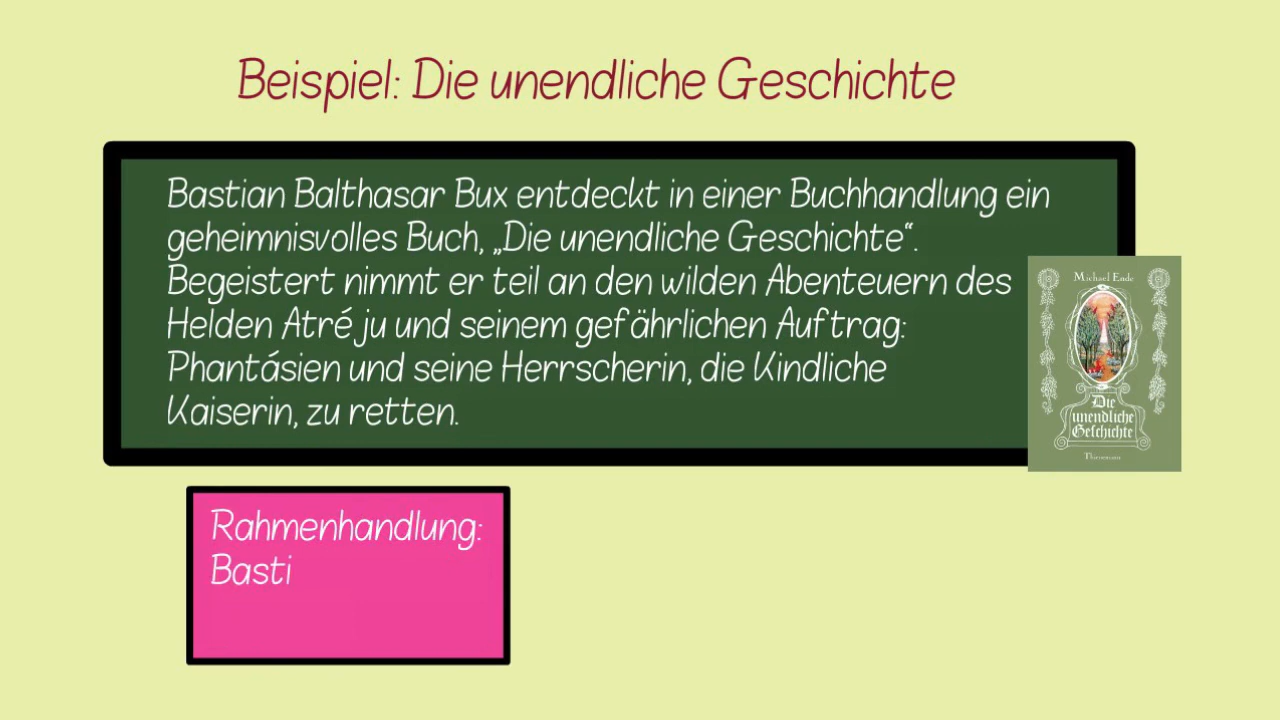 Beispiel: Die unendliche Geschichte
Bastian Balthasar Bux entdeckt in einer Buchhandlung ein
geheimnisvolles Buch, „Die unendliche Geschichte“.
Begeistert nimmt er teil an den wilden Abenteuern des
Helden Atréju und seinem gefährlichen Auftrag:
Phantásien und seine Herrscherin, die Kindliche
Kaiserin, zu retten.
Michael Ende
Die
unendliche
Geſchichte
Thienemann
Rahmenhandlung:
Basti